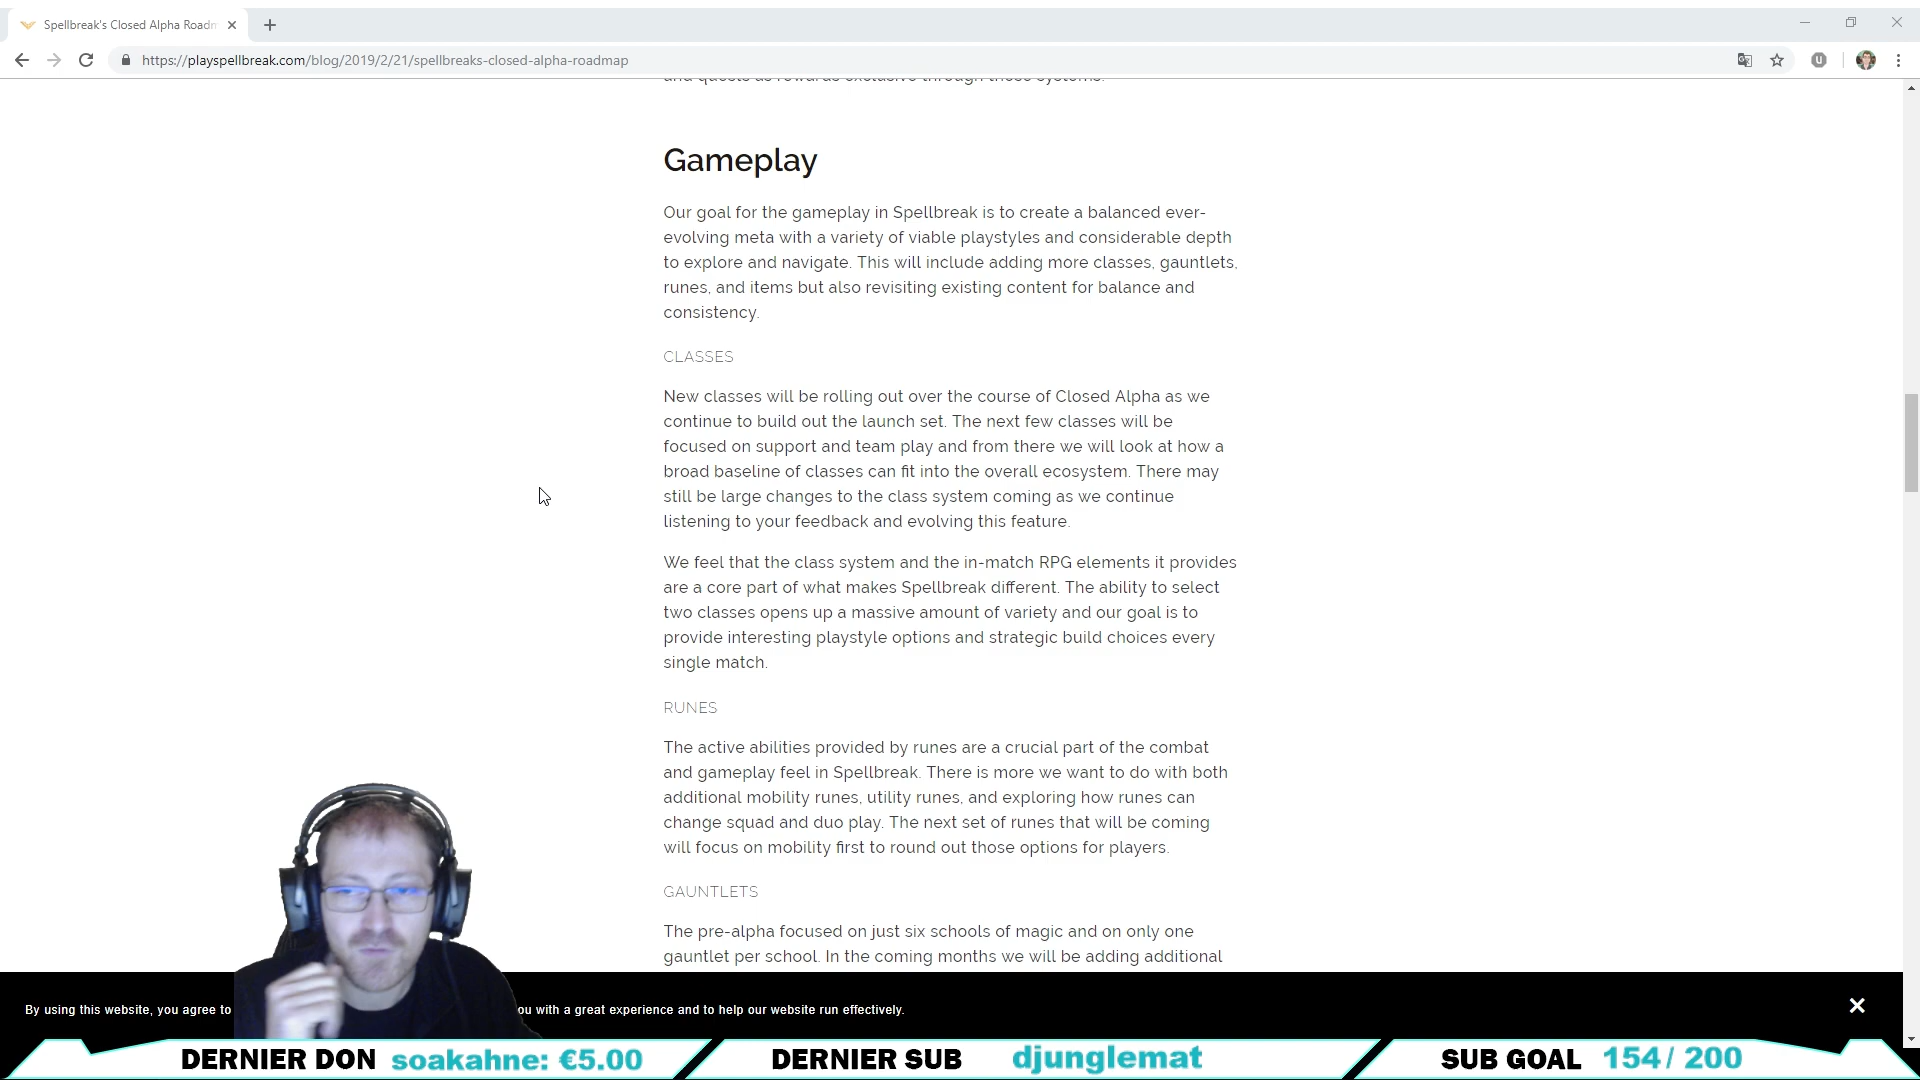 Spellbreak's Closed Alpha Roadm
https://playspellbreak.com/blog/2019/2/21/spellbreaks-closed-alpha-roadmap
and quests as rewards exclusive through those systems.
Gameplay
Our goal for the gameplay in Spellbreak is to create a balanced ever-
evolving meta with a variety of viable playstyles and considerable depth
to explore and navigate. This will include adding more classes, gauntlets,
runes, and items but also revisiting existing content for balance and
consistency.
CLASSES
New classes will be rolling out over the course of Closed Alpha as we
continue to build out the launch set. The next few classes will be
focused on support and team play and from there we will look at how a
broad baseline of classes can fit into the overall ecosystem. There may
still be large changes to the class system coming as we continue
listening to your feedback and evolving this feature.
We feel that the class system and the in-match RPG elements it provides
are a core part of what makes Spellbreak different. The ability to select
two classes opens up a massive amount of variety and our goal is to
provide interesting playstyle options and strategic build choices every
single match.
RUNES
The active abilities provided by runes are a crucial part of the combat
and gameplay feel in Spellbreak. There is more we want to do with both
additional mobility runes, utility runes, and exploring how runes can
change squad and duo play. The next set of runes that will be coming
will focus on mobility first to round out those options for players.
GAUNTLETS
The pre-alpha focused on just six schools of magic and on only one
gauntlet per school. In the coming months we will be adding additional
By using this website, you agree to ou with a great experience and to help our website run effectively.
DERNIER DON soakahne: €5.00 DERNIER SUB djunglemat SUB GOAL 154 / 200